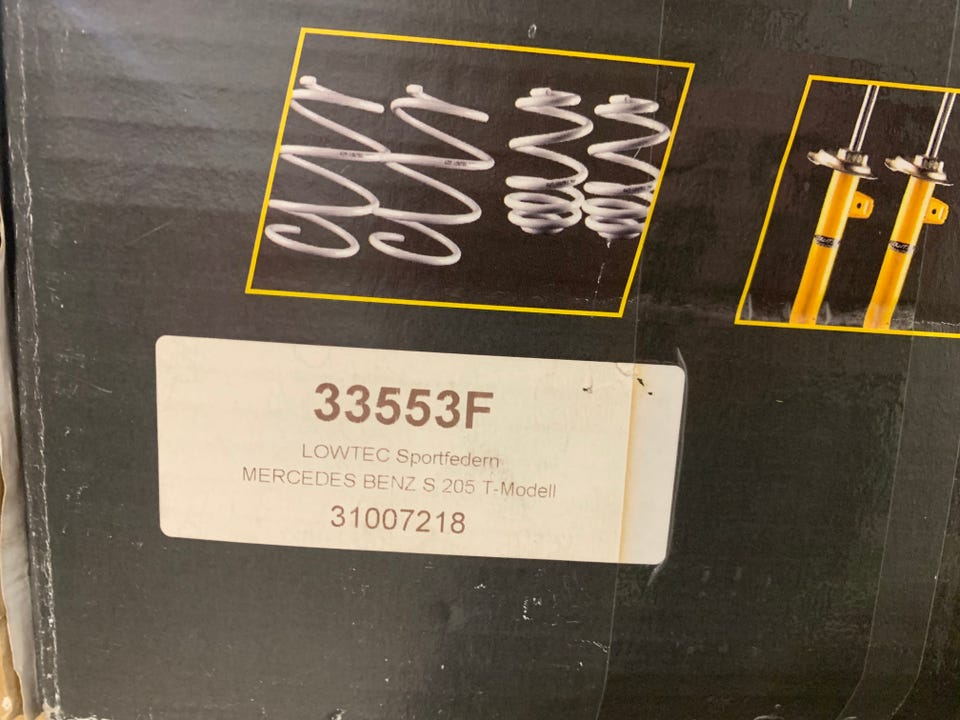 33553F
LOWTEC Sportfedern
MERCEDES BENZ S 205 T-Modell
31007218